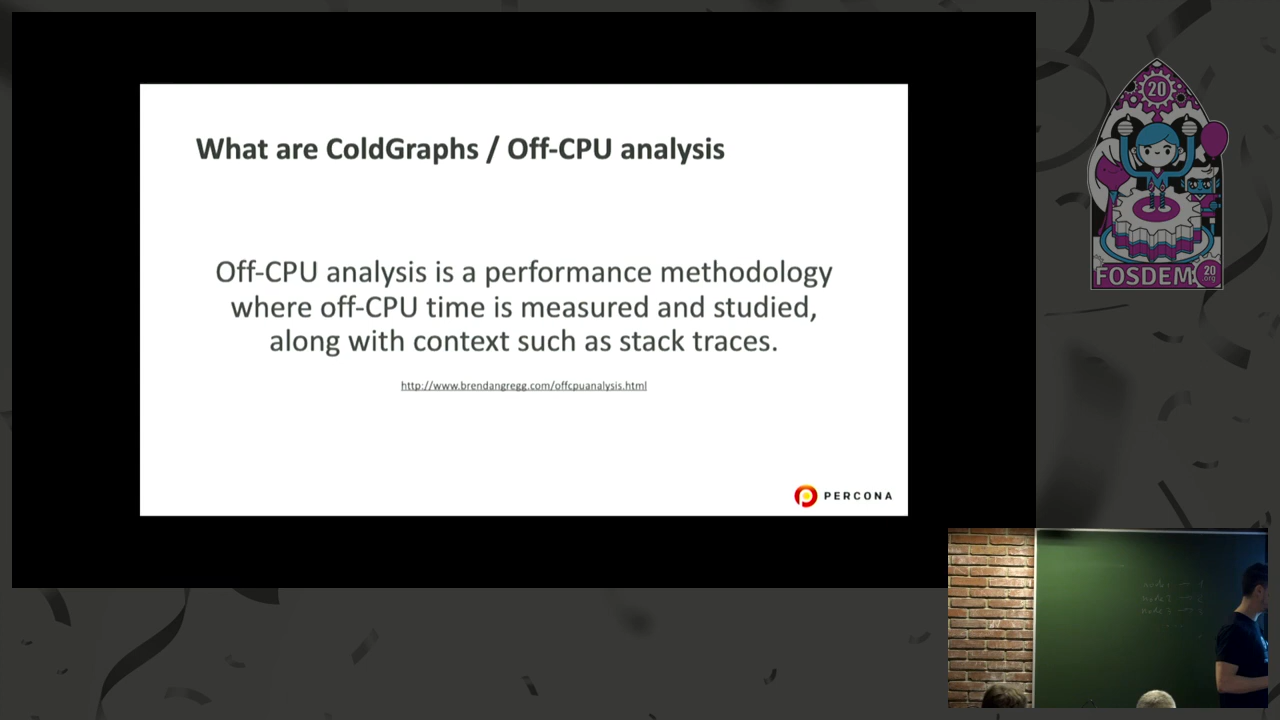 What are ColdGraphs / Off-CPU analysis
Off-CPU analysis is a performance methodology
where off-CPU time is measured and studied,
along with context such as stack traces.
http://www.brendangregg.com/offcpuanalysis.html
PERCONA
20
FOSDEM
20
.org